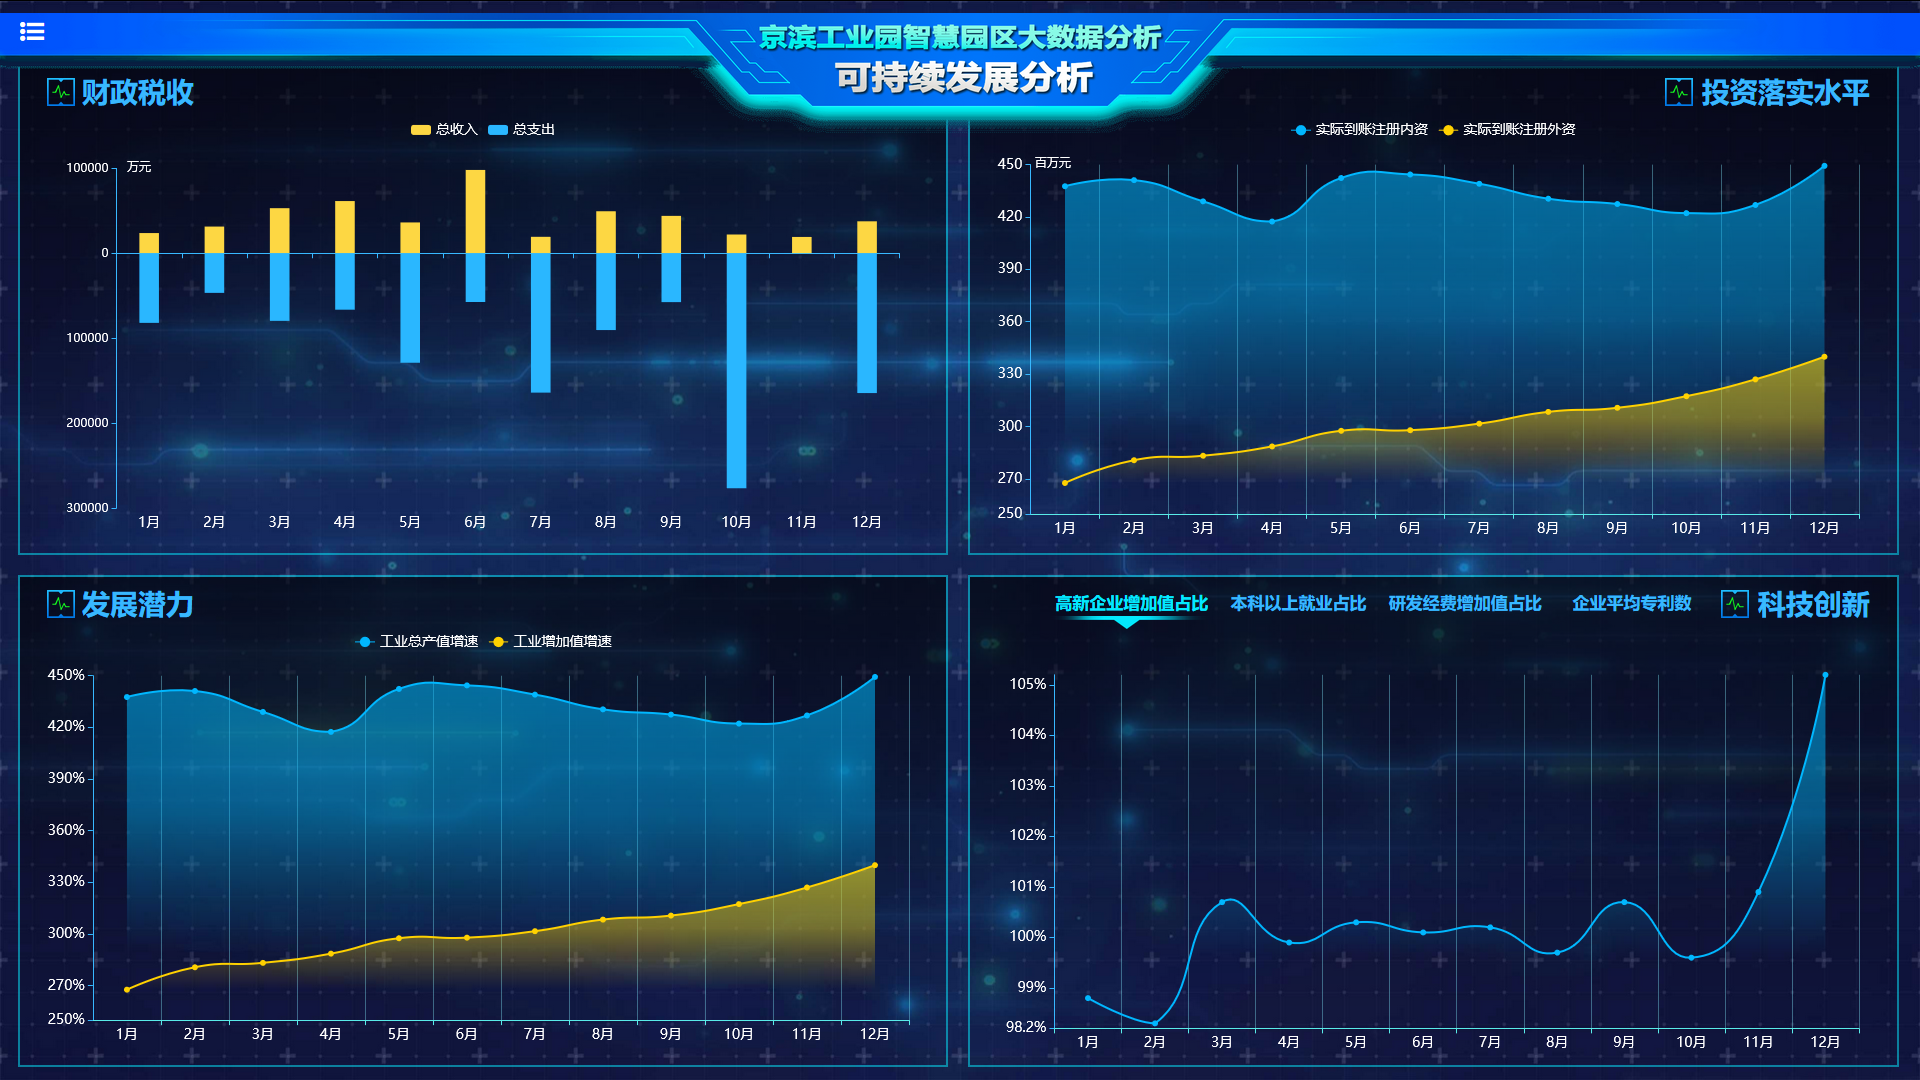 京滨工业园智慧园区大数据分析
可持续发展分析
财政税收
总收入 总支出
万元
100000
0
100000
200000
300000
1月 2月 3月 4月 5月 6月 7月 8月 9月 10月 11月 12月
投资落实水平
实际到账注册内资 实际到账注册外资
百万元
450
420
390
360
330
300
270
250
1月 2月 3月 4月 5月 6月 7月 8月 9月 10月 11月 12月
发展潜力
工业总产值增速 工业增加值增速
450%
420%
390%
360%
330%
300%
270%
250%
1月 2月 3月 4月 5月 6月 7月 8月 9月 10月 11月 12月
高新企业增加值占比 本科以上就业占比 研发经费增加值占比 企业平均专利数 科技创新
105%
104%
103%
102%
101%
100%
99%
98.2%
1月 2月 3月 4月 5月 6月 7月 8月 9月 10月 11月 12月